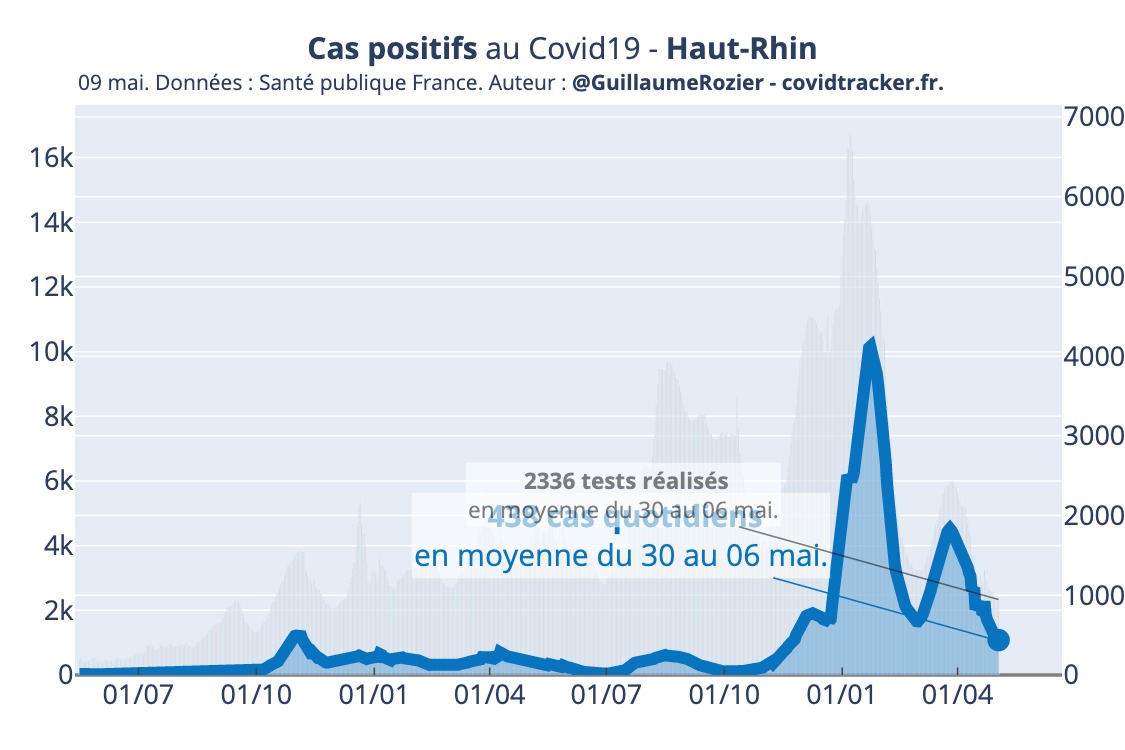 Cas positifs au Covid19 - Haut-Rhin
09 mai. Données : Santé publique France. Auteur : @GuillaumeRozier - covidtracker.fr.
7000
16k
6000
14k
5000
12k
10k
4000
8k
3000
6k
2336 tests réalisés
en moyenne du 30 au 06 mai.
438 cas quotidiens
2000
4k
en moyenne du 30 au 06 mai.
1000
2k
0
0
01/07 01/10 01/01 01/04 01/07 01/10 01/01 01/04